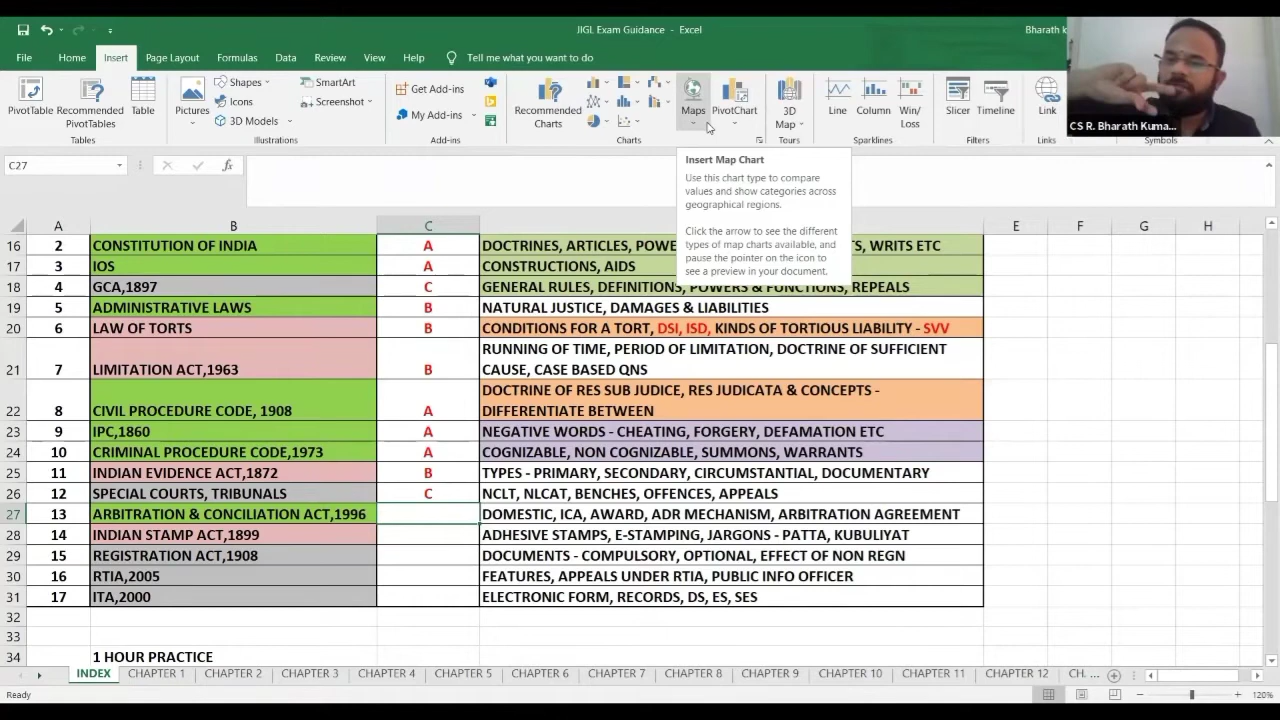 JIGL Exam Guidance - Excel
Bharath k
File Home Insert Page Layout Formulas Data Review View Help Tell me what you want to do
PivotTable Recommended PivotTables Table
Pictures Shapes Icons 3D Models SmartArt Screenshot
Get Add-ins My Add-ins
Recommended Charts Maps PivotChart 3D Map Line Column Win/ Loss Slicer Timeline Link
Tables Illustrations Charts Tours Sparklines Filters Links Symbols
CS R. Bharath Kuma...
C27 fx
Insert Map Chart
Use this chart type to compare
values and show categories across
geographical regions.
Click the arrow to see the different
types of map charts available, and
pause the pointer on the icon to
see a preview in your document.
A B C E F G H
16 2 CONSTITUTION OF INDIA A DOCTRINES, ARTICLES, WRITS ETC
17 3 IOS A CONSTRUCTIONS, AIDS
18 4 GCA,1897 C GENERAL RULES, DEFINITIONS, POWERS & FUNCTIONS, REPEALS
19 5 ADMINISTRATIVE LAWS B NATURAL JUSTICE, DAMAGES & LIABILITIES
20 6 LAW OF TORTS B CONDITIONS FOR A TORT, DSI, ISD, KINDS OF TORTIOUS LIABILITY - SVV
21 7 LIMITATION ACT,1963 B RUNNING OF TIME, PERIOD OF LIMITATION, DOCTRINE OF SUFFICIENT
CAUSE, CASE BASED QNS
22 8 CIVIL PROCEDURE CODE, 1908 A DOCTRINE OF RES SUB JUDICE, RES JUDICATA & CONCEPTS -
DIFFERENTIATE BETWEEN
23 9 IPC,1860 A NEGATIVE WORDS - CHEATING, FORGERY, DEFAMATION ETC
24 10 CRIMINAL PROCEDURE CODE,1973 A COGNIZABLE, NON COGNIZABLE, SUMMONS, WARRANTS
25 11 INDIAN EVIDENCE ACT,1872 B TYPES - PRIMARY, SECONDARY, CIRCUMSTANTIAL, DOCUMENTARY
26 12 SPECIAL COURTS, TRIBUNALS C NCLT, NLCAT, BENCHES, OFFENCES, APPEALS
27 13 ARBITRATION & CONCILIATION ACT,1996 DOMESTIC, ICA, AWARD, ADR MECHANISM, ARBITRATION AGREEMENT
28 14 INDIAN STAMP ACT,1899 ADHESIVE STAMPS, E-STAMPING, JARGONS - PATTA, KUBULIYAT
29 15 REGISTRATION ACT,1908 DOCUMENTS - COMPULSORY, OPTIONAL, EFFECT OF NON REGN
30 16 RTIA,2005 FEATURES, APPEALS UNDER RTIA, PUBLIC INFO OFFICER
31 17 ITA,2000 ELECTRONIC FORM, RECORDS, DS, ES, SES
32
33
34 1 HOUR PRACTICE
INDEX CHAPTER 1 CHAPTER 2 CHAPTER 3 CHAPTER 4 CHAPTER 5 CHAPTER 6 CHAPTER 7 CHAPTER 8 CHAPTER 9 CHAPTER 10 CHAPTER 11 CHAPTER 12 CH. ...
Ready 120%